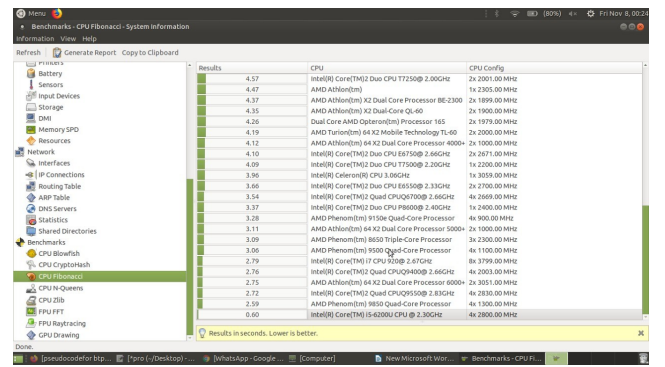 Menu
(80%)
Fri Nov 8, 00:24
Benchmarks - CPU Fibonacci - System Information
Information View Help
Refresh Generate Report Copy to Clipboard
Printers
Battery
Sensors
Input Devices
Storage
DMI
Memory SPD
Resources
Network
Interfaces
IP Connections
Routing Table
ARP Table
DNS Servers
Statistics
Shared Directories
Benchmarks
CPU Blowfish
CPU CryptoHash
CPU Fibonacci
CPU N-Queens
CPU Zlib
FPU FFT
FPU Raytracing
GPU Drawing
Results CPU CPU Config
4.57 Intel(R) Core(TM)2 Duo CPU T7250@ 2.00GHz 2x 2001.00 MHz
4.47 AMD Athlon(tm) 1x 2305.00 MHz
4.37 AMD Athlon(tm) X2 Dual Core Processor BE-2300 2x 1899.00 MHz
4.35 AMD Athlon(tm) X2 Dual-Core QL-60 2x 1900.00 MHz
4.26 Dual Core AMD Opteron(tm) Processor 165 2x 1979.00 MHz
4.19 AMD Turion(tm) 64 X2 Mobile Technology TL-60 2x 2000.00 MHz
4.12 AMD Athlon(tm) 64 X2 Dual Core Processor 4000+ 2x 1000.00 MHz
4.10 Intel(R) Core(TM)2 Duo CPU E6750@ 2.66GHz 2x 2671.00 MHz
4.09 Intel(R) Core(TM)2 Duo CPU T7500@ 2.20GHz 1x 2200.00 MHz
3.96 Intel(R) Celeron(R) CPU 3.06GHz 1x 3059.00 MHz
3.66 Intel(R) Core(TM)2 Duo CPU E6550@ 2.33GHz 2x 2700.00 MHz
3.54 Intel(R) Core(TM)2 Quad CPUQ6700@ 2.66GHz 4x 2669.00 MHz
3.37 Intel(R) Core(TM)2 Duo CPU P8600@ 2.40GHz 1x 2400.00 MHz
3.28 AMD Phenom(tm) 9150e Quad-Core Processor 4x 900.00 MHz
3.11 AMD Athlon(tm) 64 X2 Dual Core Processor 5000+ 2x 1000.00 MHz
3.09 AMD Phenom(tm) 8650 Triple-Core Processor 3x 2300.00 MHz
3.06 AMD Phenom(tm) 9500 Quad-Core Processor 4x 1100.00 MHz
2.79 Intel(R) Core(TM) i7 CPU 920@ 2.67GHz 8x 3799.00 MHz
2.76 Intel(R) Core(TM)2 Quad CPUQ9400@ 2.66GHz 4x 2003.00 MHz
2.75 AMD Athlon(tm) 64 X2 Dual Core Processor 6000+ 2x 3051.00 MHz
2.72 Intel(R) Core(TM)2 Quad CPUQ9550@ 2.83GHz 4x 2830.00 MHz
2.59 AMD Phenom(tm) 9850 Quad-Core Processor 4x 1300.00 MHz
0.60 Intel(R) Core(TM) i5-6200U CPU @ 2.30GHz 4x 2800.00 MHz
Results in seconds. Lower is better.
Done.
[pseudocodefor btp... [*pro (~/Desktop) -... [WhatsApp - Google ... [Computer] New Microsoft Wor... Benchmarks - CPU Fi...